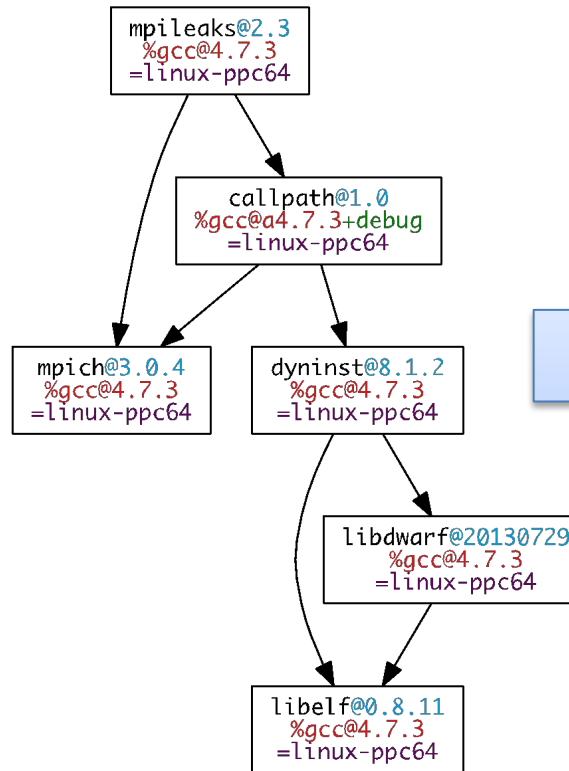 mpileaks@2.3
%gcc@4.7.3
=linux-ppc64
callpath@1.0
%gcc@a4.7.3+debug
=linux-ppc64
mpich@3.0.4
%gcc@4.7.3
=linux-ppc64
dyninst@8.1.2
%gcc@4.7.3
=linux-ppc64
libdwarf@20130729
%gcc@4.7.3
=linux-ppc64
libelf@0.8.11
%gcc@4.7.3
=linux-ppc64